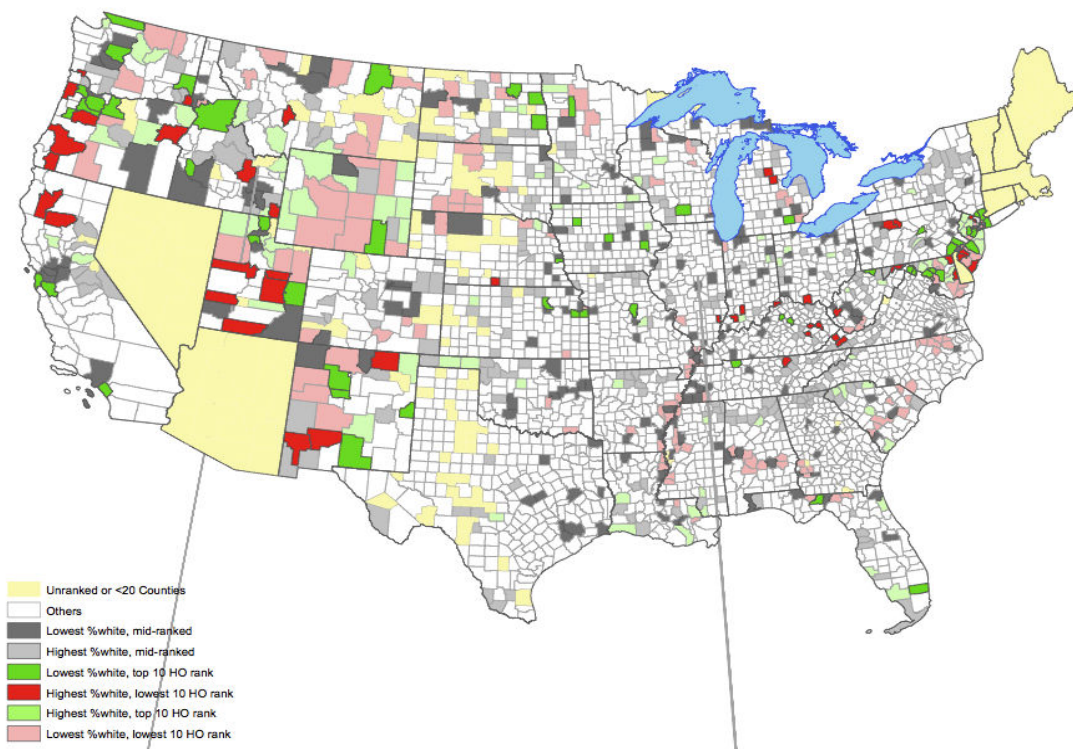 Unranked or <20 Counties
Others
Lowest %white, mid-ranked
Highest %white, mid-ranked
Lowest %white, top 10 HO rank
Highest %white, lowest 10 HO rank
Highest %white, top 10 HO rank
Lowest %white, lowest 10 HO rank